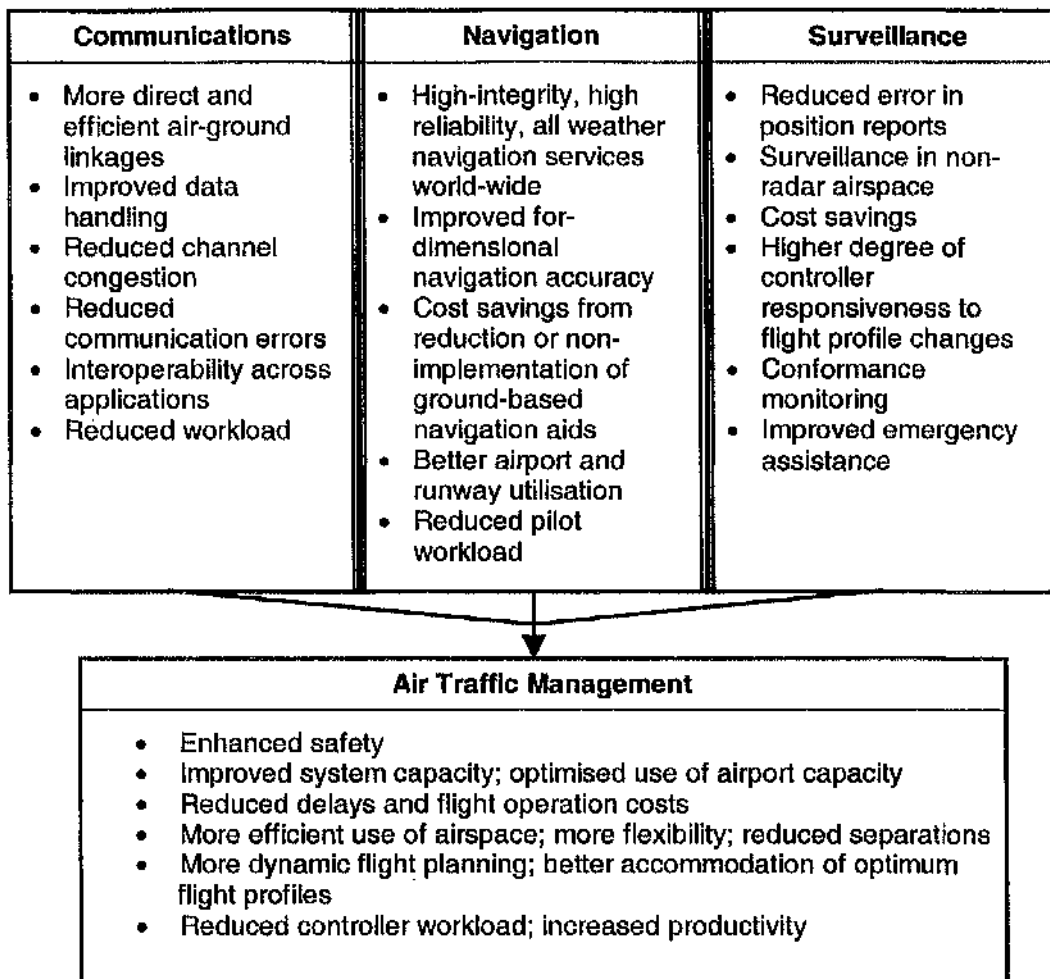 Communications
• More direct and
efficient air-ground
linkages
• Improved data
handling
• Reduced channel
congestion
• Reduced
communication errors
• Interoperability across
applications
• Reduced workload
Navigation
• High-integrity, high
reliability, all weather
navigation services
world-wide
• Improved for-
dimensional
navigation accuracy
• Cost savings from
reduction or non-
implementation of
ground-based
navigation aids
• Better airport and
runway utilisation
• Reduced pilot
workload
Surveillance
• Reduced error in
position reports
• Surveillance in non-
radar airspace
• Cost savings
• Higher degree of
controller
responsiveness to
flight profile changes
• Conformance
monitoring
• Improved emergency
assistance
Air Traffic Management
• Enhanced safety
• Improved system capacity; optimised use of airport capacity
• Reduced delays and flight operation costs
• More efficient use of airspace; more flexibility; reduced separations
• More dynamic flight planning; better accommodation of optimum
flight profiles
• Reduced controller workload; increased productivity